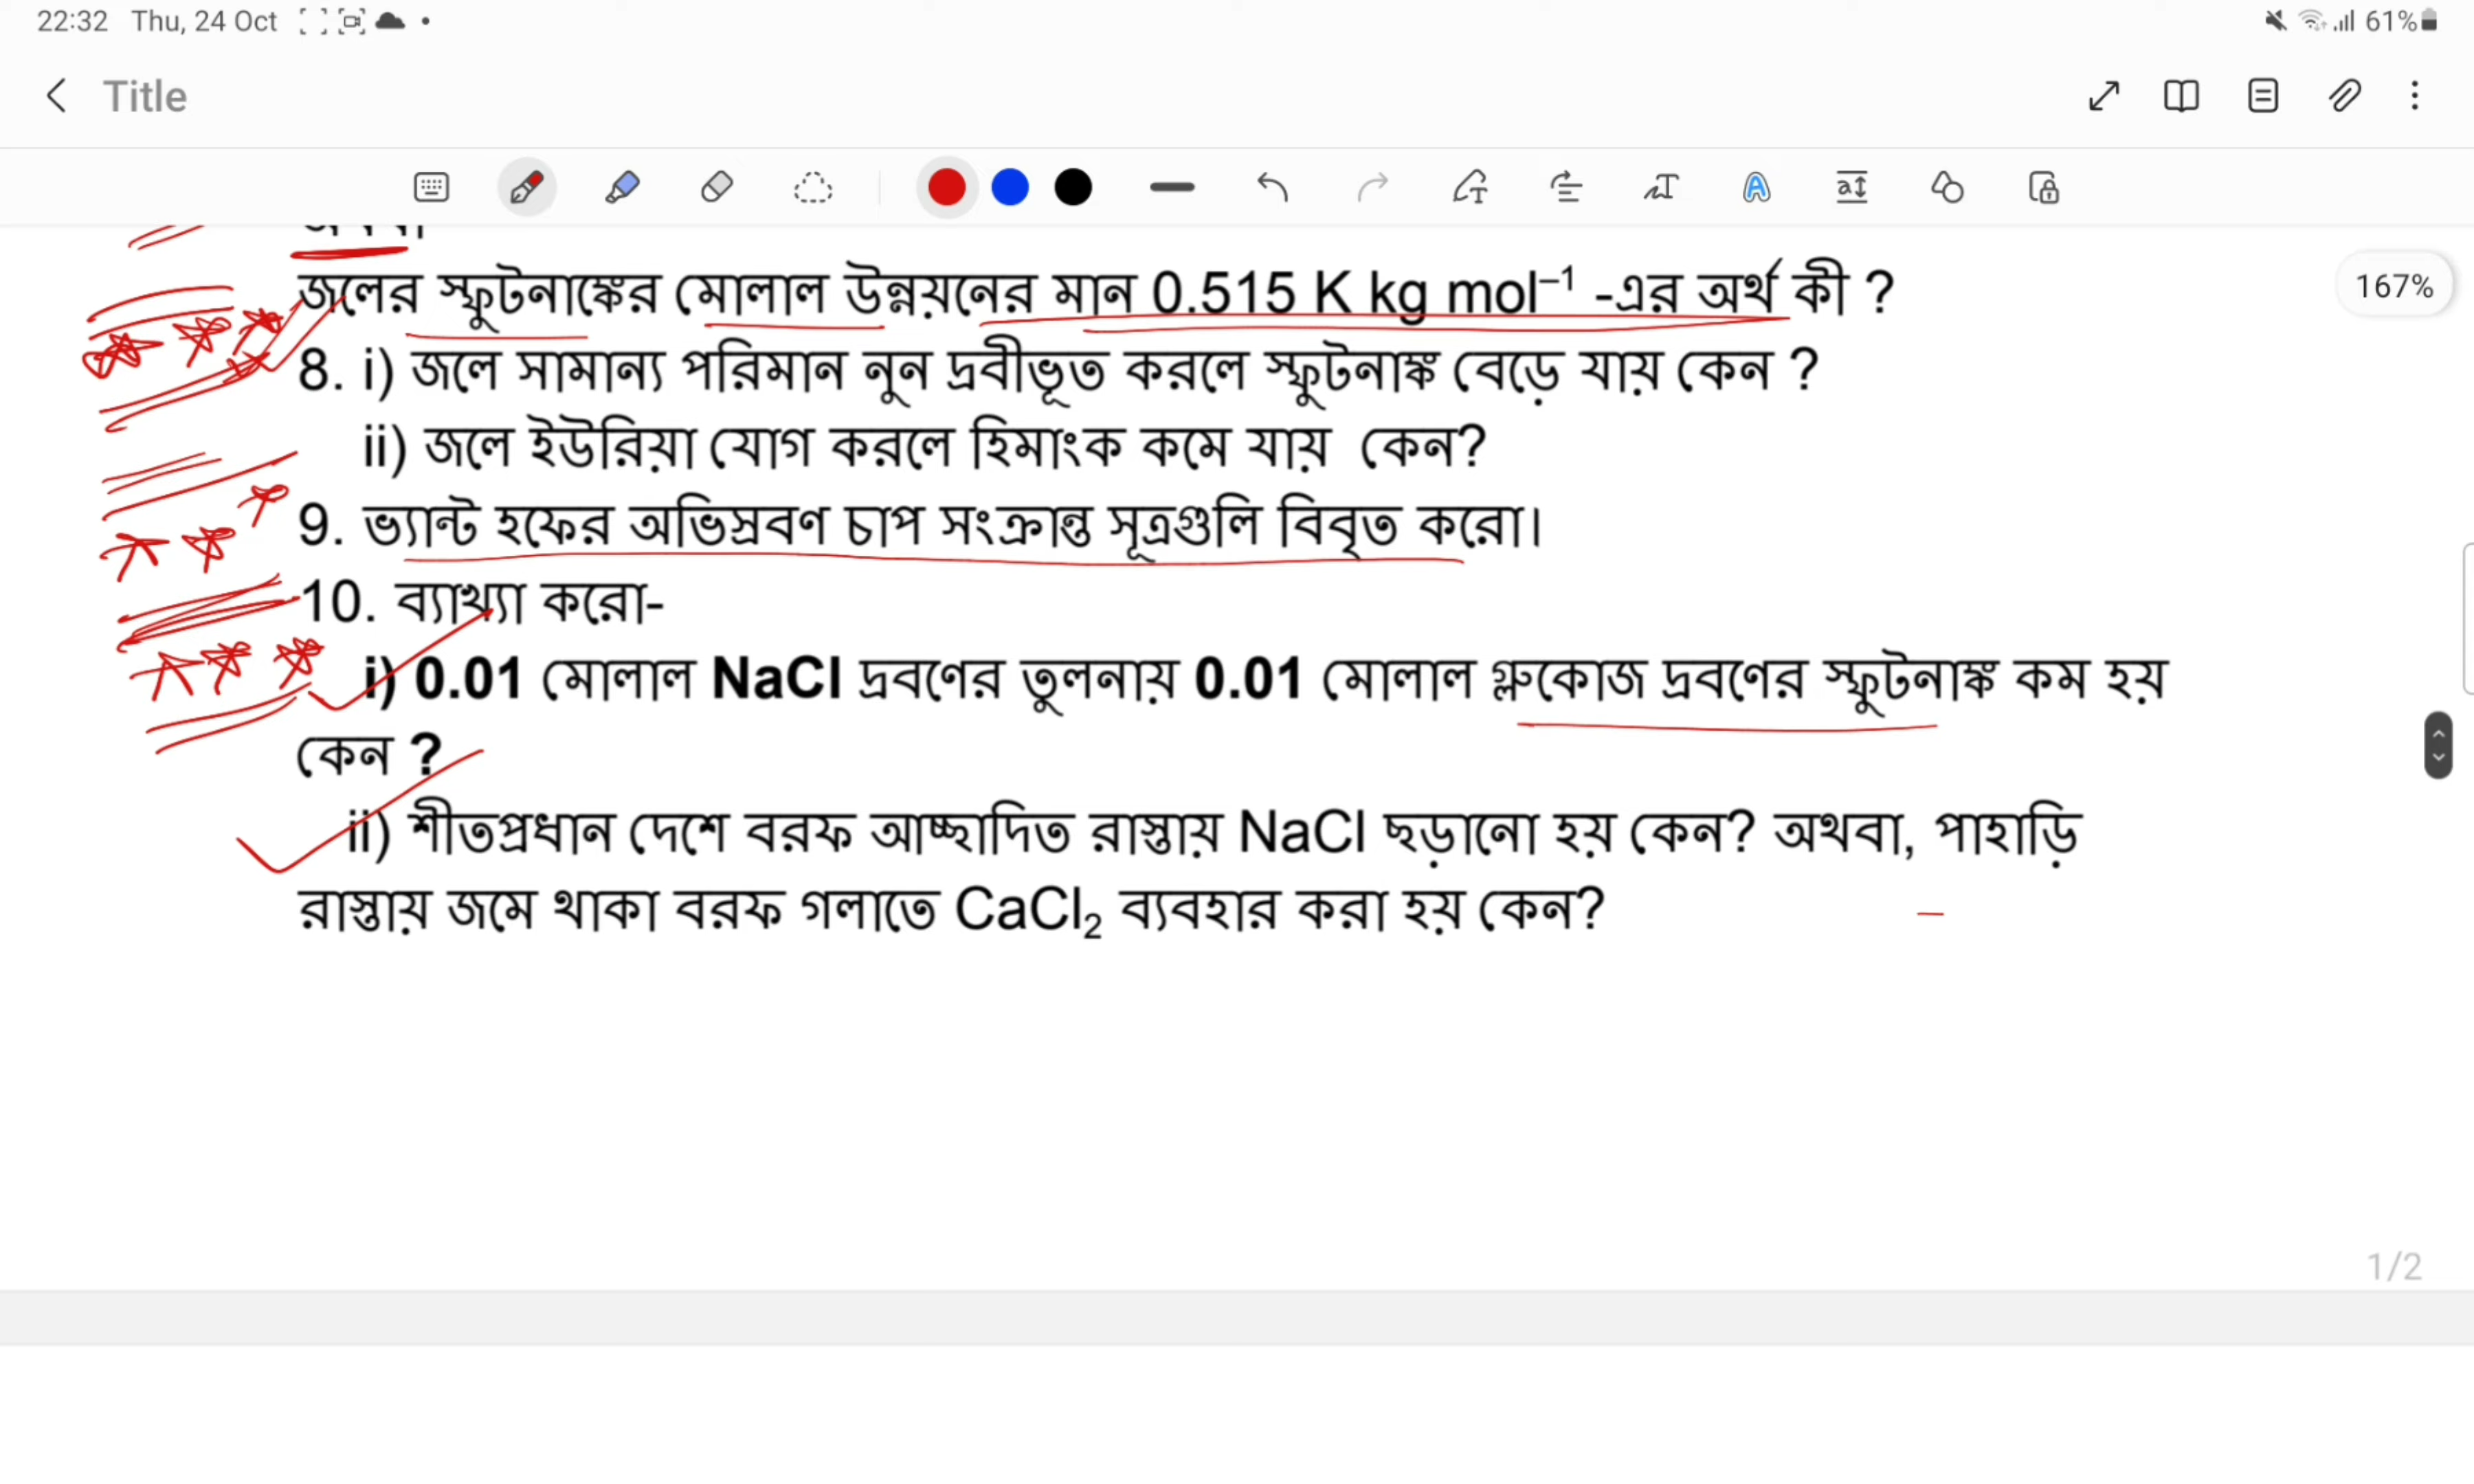 22:32 Thu, 24 Oct
61%
Title
167%
জলের স্ফুটনাঙ্কের মোলাল উন্নয়নের মান 0.515 K kg mol⁻¹ -এর অর্থ কী ?
8. i) জলে সামান্য পরিমান নুন দ্রবীভূত করলে স্ফুটনাঙ্ক বেড়ে যায় কেন ?
ii) জলে ইউরিয়া যোগ করলে হিমাংক কমে যায় কেন?
9. ভ্যান্ট হফের অভিস্রবণ চাপ সংক্রান্ত সূত্রগুলি বিবৃত করো।
10. ব্যাখ্যা করো-
i) 0.01 মোলাল NaCl দ্রবণের তুলনায় 0.01 মোলাল গ্লুকোজ দ্রবণের স্ফুটনাঙ্ক কম হয়
কেন ?
ii) শীতপ্রধান দেশে বরফ আচ্ছাদিত রাস্তায় NaCl ছড়ানো হয় কেন? অথবা, পাহাড়ি
রাস্তায় জমে থাকা বরফ গলাতে CaCl₂ ব্যবহার করা হয় কেন?
1/2